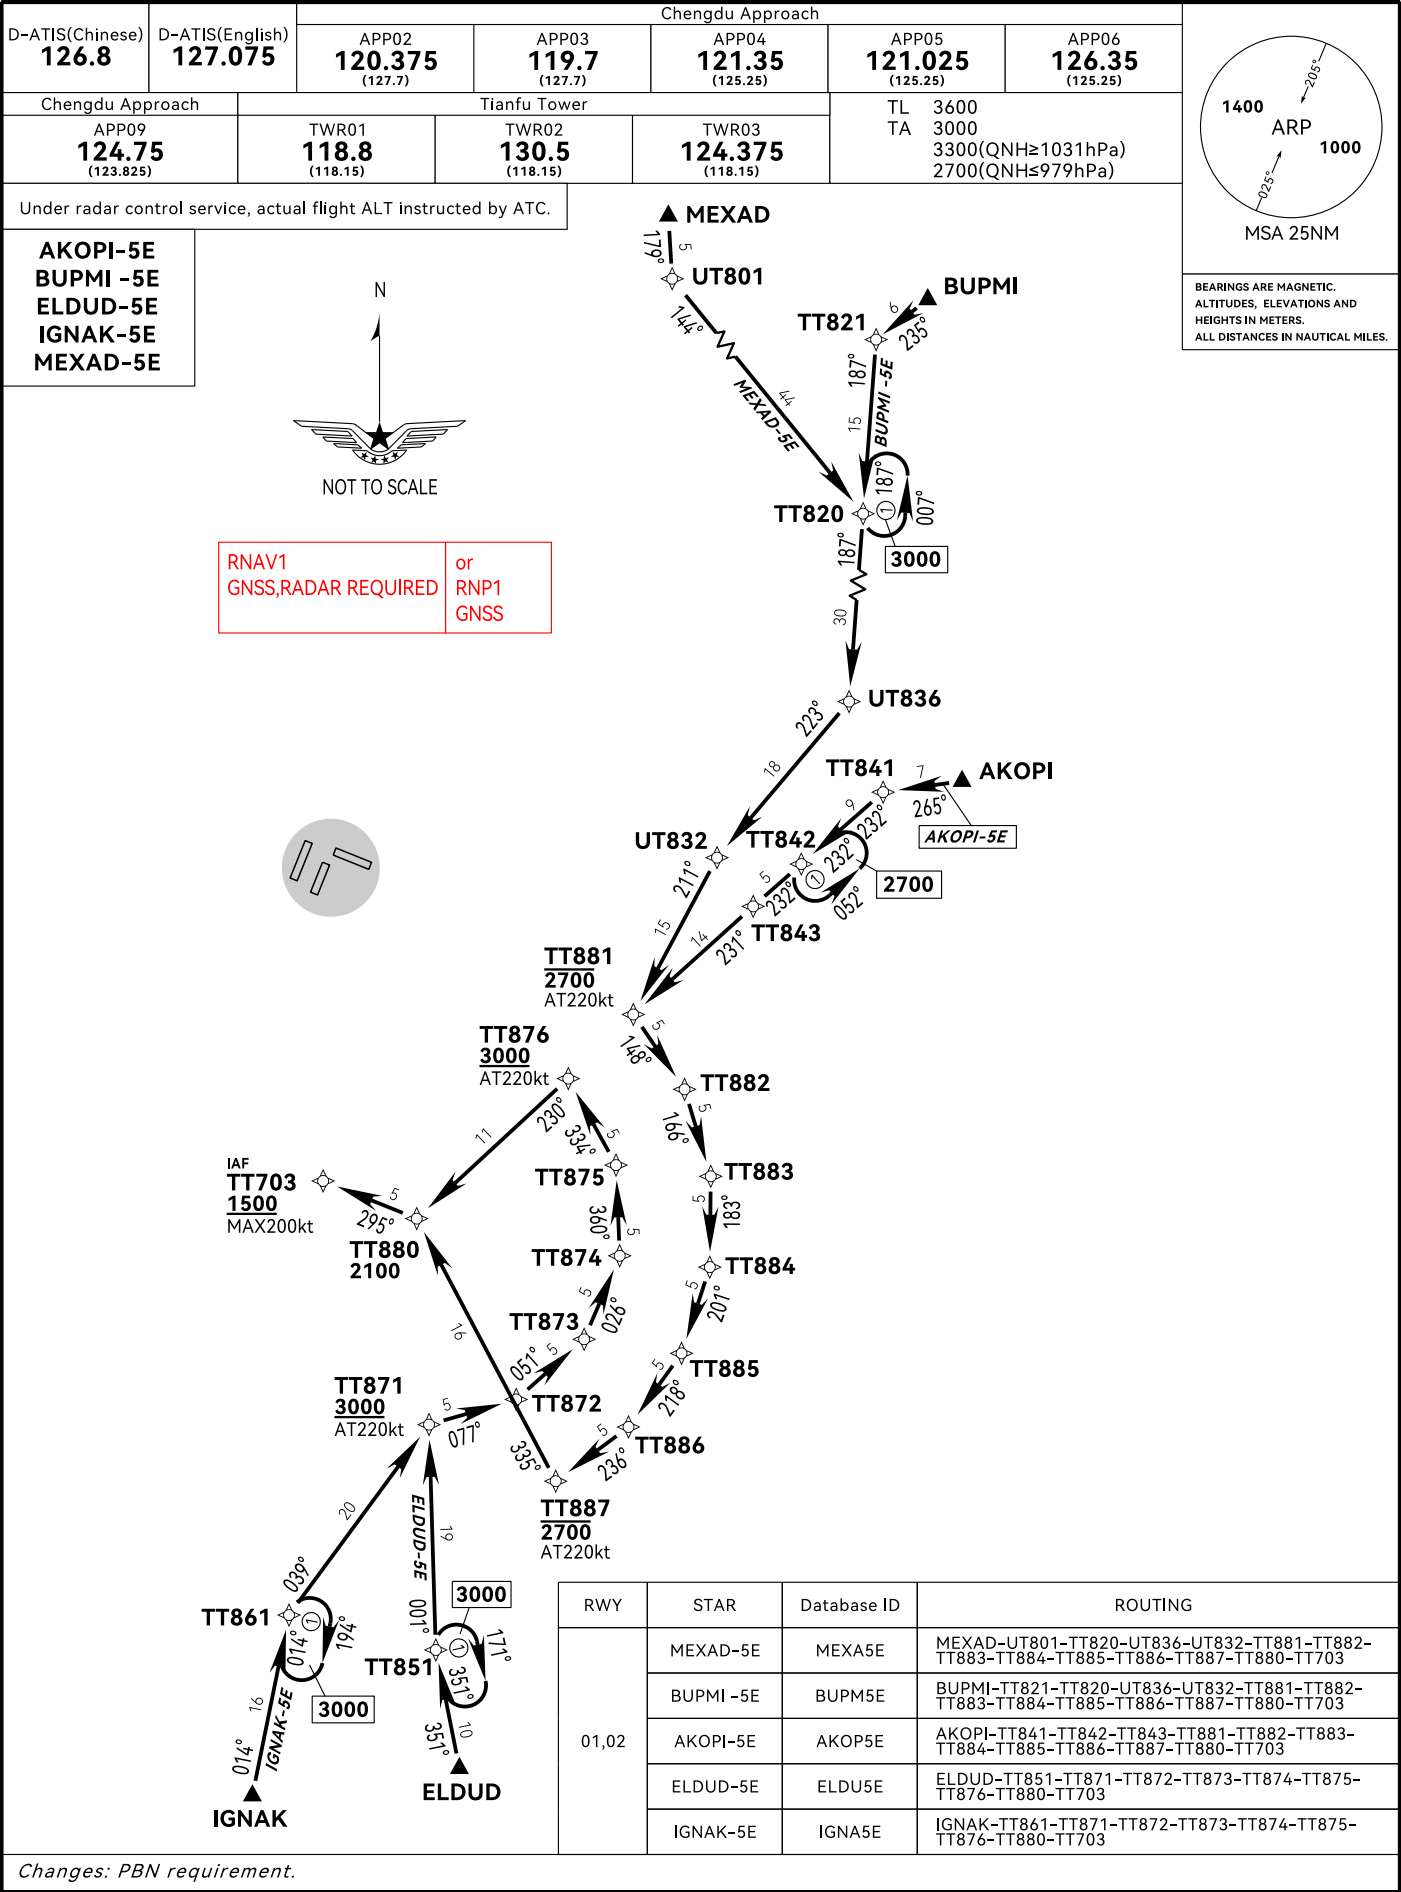 Chengdu Approach
D-ATIS(Chinese)
126.8
D-ATIS(English)
127.075
APP02
120.375
(127.7)
APP03
119.7
(127.7)
APP04
121.35
(125.25)
APP05
121.025
(125.25)
APP06
126.35
(125.25)
Chengdu Approach
APP09
124.75
(123.825)
Tianfu Tower
TWR01
118.8
(118.15)
TWR02
130.5
(118.15)
TWR03
124.375
(118.15)
TL 3600
TA 3000
3300(QNH≥1031hPa)
2700(QNH≤979hPa)
205°
1400
ARP
1000
025°
MSA 25NM
BEARINGS ARE MAGNETIC.
ALTITUDES, ELEVATIONS AND
HEIGHTS IN METERS.
ALL DISTANCES IN NAUTICAL MILES.
Under radar control service, actual flight ALT instructed by ATC.
AKOPI-5E
BUPMI -5E
ELDUD-5E
IGNAK-5E
MEXAD-5E
N
NOT TO SCALE
RNAV1
GNSS,RADAR REQUIRED
or
RNP1
GNSS
MEXAD
179°
5
UT801
144°
44
MEXAD-5E
BUPMI
6
235°
TT821
187°
15
BUPMI -5E
187°
007°
1
TT820
3000
187°
30
UT836
223°
18
AKOPI
7
265°
AKOPI-5E
TT841
9
232°
TT842
232°
1
052°
2700
5
232°
TT843
14
231°
UT832
211°
15
TT881
2700
AT220kt
5
148°
TT882
5
166°
TT883
5
183°
TT884
5
201°
TT885
5
218°
TT886
5
236°
TT887
2700
AT220kt
335°
16
TT876
3000
AT220kt
230°
11
334°
5
TT875
360°
5
TT874
5
026°
TT873
051°
5
TT872
IAF
TT703
1500
MAX200kt
5
295°
TT880
2100
TT871
3000
AT220kt
5
077°
20
039°
TT861
1
014°
194°
3000
16
014°
IGNAK-5E
IGNAK
ELDUD-5E
19
001°
TT851
3000
1
171°
351°
10
351°
ELDUD
RWY STAR Database ID ROUTING
01,02
MEXAD-5E MEXA5E MEXAD-UT801-TT820-UT836-UT832-TT881-TT882-
TT883-TT884-TT885-TT886-TT887-TT880-TT703
BUPMI -5E BUPM5E BUPMI-TT821-TT820-UT836-UT832-TT881-TT882-
TT883-TT884-TT885-TT886-TT887-TT880-TT703
AKOPI-5E AKOP5E AKOPI-TT841-TT842-TT843-TT881-TT882-TT883-
TT884-TT885-TT886-TT887-TT880-TT703
ELDUD-5E ELDU5E ELDUD-TT851-TT871-TT872-TT873-TT874-TT875-
TT876-TT880-TT703
IGNAK-5E IGNA5E IGNAK-TT861-TT871-TT872-TT873-TT874-TT875-
TT876-TT880-TT703
Changes: PBN requirement.